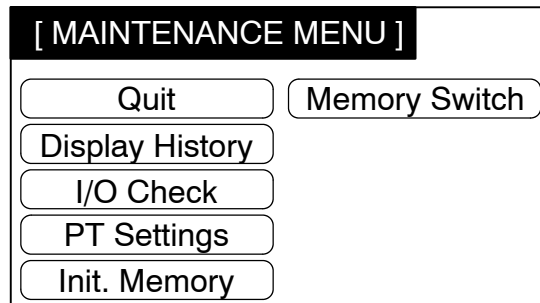 [ MAINTENANCE MENU ]
Quit Memory Switch
Display History
I/O Check
PT Settings
Init. Memory